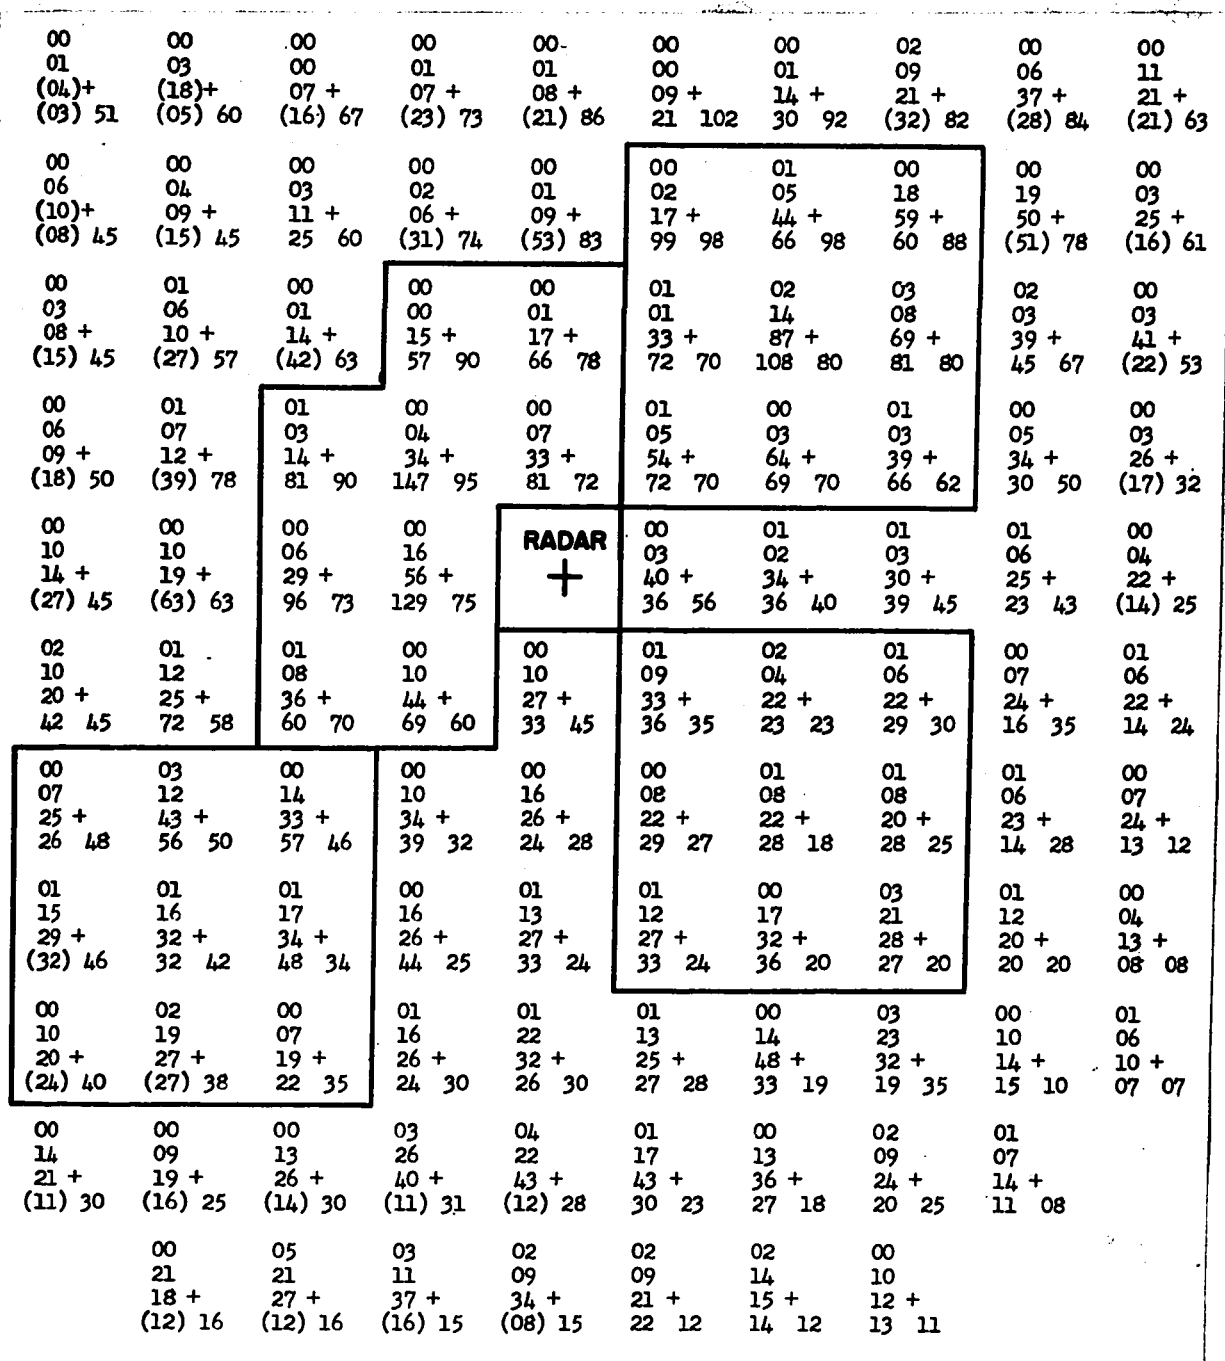 00 00 .00 00 00- 00 00 02 00 00
01 03 00 01 01 00 01 09 06 11
(04)+ (18)+ 07 + 07 + 08 + 09 + 14 + 21 + 37 + 21 +
(03) 51 (05) 60 (16) 67 (23) 73 (21) 86 21 102 30 92 (32) 82 (28) 84 (21) 63
00 00 00 00 00 00 01 00 00 00
06 04 03 02 01 02 05 18 19 03
(10)+ 09 + 11 + 06 + 09 + 17 + 44 + 59 + 50 + 25 +
(08) 45 (15) 45 25 60 (31) 74 (53) 83 99 98 66 98 60 88 (51) 78 (16) 61
00 01 00 00 00 01 02 03 02 00
03 06 01 00 01 01 14 08 03 03
08 + 10 + 14 + 15 + 17 + 33 + 87 + 69 + 39 + 41 +
(15) 45 (27) 57 (42) 63 57 90 66 78 72 70 108 80 81 80 45 67 (22) 53
00 01 01 00 00 01 00 01 00 00
06 07 03 04 07 05 03 03 05 03
09 + 12 + 14 + 34 + 33 + 54 + 64 + 39 + 34 + 26 +
(18) 50 (39) 78 81 90 147 95 81 72 72 70 69 70 66 62 30 50 (17) 32
00 00 00 00 RADAR 00 01 01 01 00
10 10 06 16 03 02 03 06 04
14 + 19 + 29 + 56 + + 40 + 34 + 30 + 25 + 22 +
(27) 45 (63) 63 96 73 129 75 36 56 36 40 39 45 23 43 (14) 25
02 01 01 00 00 01 02 01 00 01
10 12 08 10 10 09 04 06 07 06
20 + 25 + 36 + 44 + 27 + 33 + 22 + 22 + 24 + 22 +
42 45 72 58 60 70 69 60 33 45 36 35 23 23 29 30 16 35 14 24
00 03 00 00 00 00 01 01 01 00
07 12 14 10 16 08 08 08 06 07
25 + 43 + 33 + 34 + 26 + 22 + 22 + 20 + 23 + 24 +
26 48 56 50 57 46 39 32 24 28 29 27 28 18 28 25 14 28 13 12
01 01 01 00 01 01 00 03 01 00
15 16 17 16 13 12 17 21 12 04
29 + 32 + 34 + 26 + 27 + 27 + 32 + 28 + 20 + 13 +
(32) 46 32 42 48 34 44 25 33 24 33 24 36 20 27 20 20 20 08 08
00 02 00 01 01 01 00 03 00 01
10 19 07 16 22 13 14 23 10 06
20 + 27 + 19 + 26 + 32 + 25 + 48 + 32 + 14 + 10 +
(24) 40 (27) 38 22 35 24 30 26 30 27 28 33 19 19 35 15 10 07 07
00 00 00 03 04 01 00 02 01
14 09 13 26 22 17 13 09 07
21 + 19 + 26 + 40 + 43 + 43 + 36 + 24 + 14 +
(11) 30 (16) 25 (14) 30 (11) 31 (12) 28 30 23 27 18 20 25 11 08
00 05 03 02 02 02 00
21 21 11 09 09 14 10
18 + 27 + 37 + 34 + 21 + 15 + 12 +
(12) 16 (12) 16 (16) 15 (08) 15 22 12 14 12 13 11